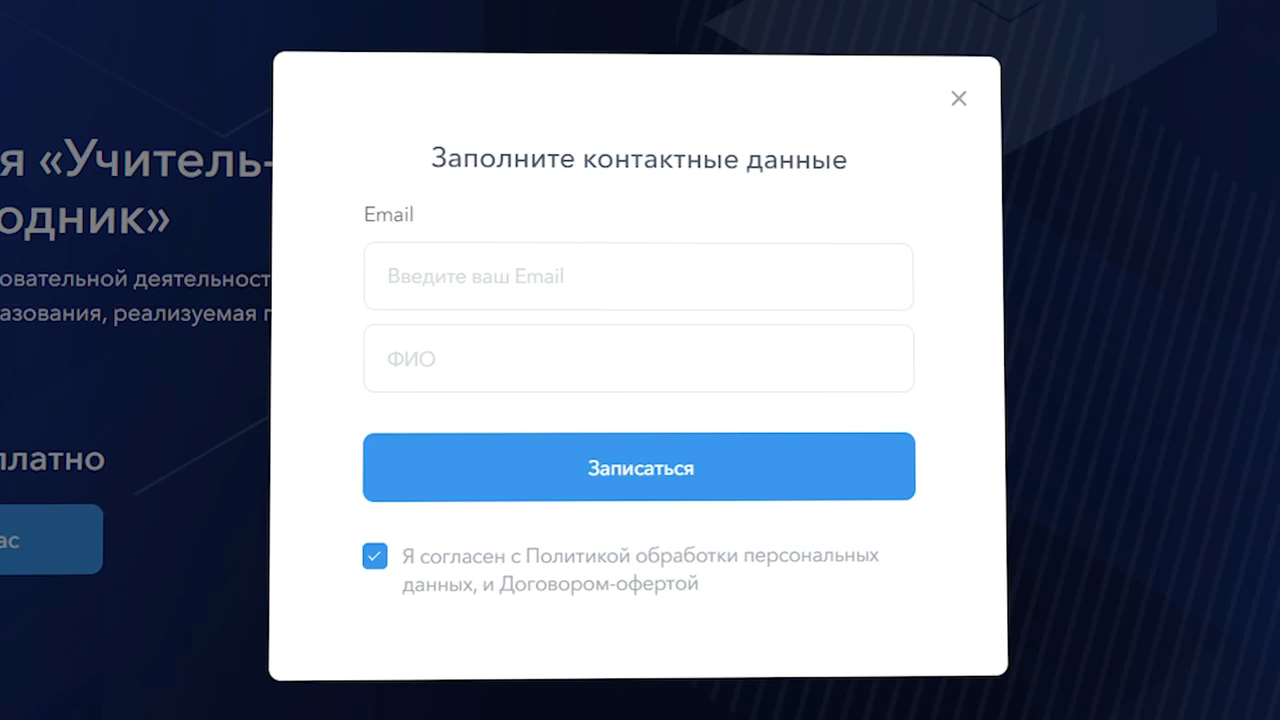 я «Учитель-
одник»
овательной деятельност
азования, реализуемая п
платно
ас
Заполните контактные данные
Email
Введите ваш Email
ФИО
Записаться
Я согласен с Политикой обработки персональных
данных, и Договором-офертой